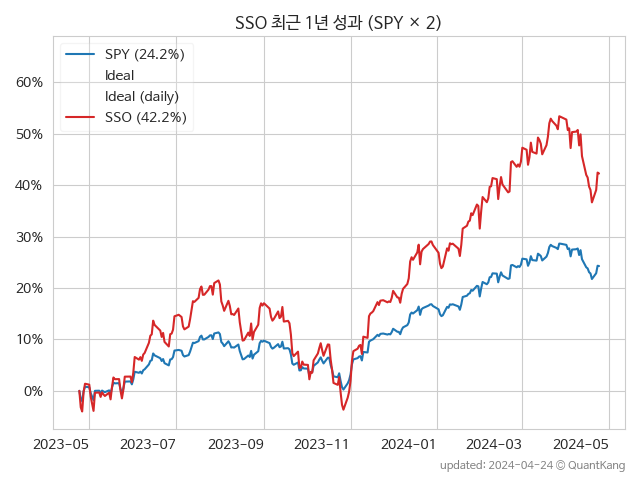 SSO 최근 1년 성과 (SPY × 2)
SPY (24.2%)
Ideal
Ideal (daily)
SSO (42.2%)
60%
50%
40%
30%
20%
10%
0%
2023-05 2023-07 2023-09 2023-11 2024-01 2024-03 2024-05
updated: 2024-04-24 @ QuantKang